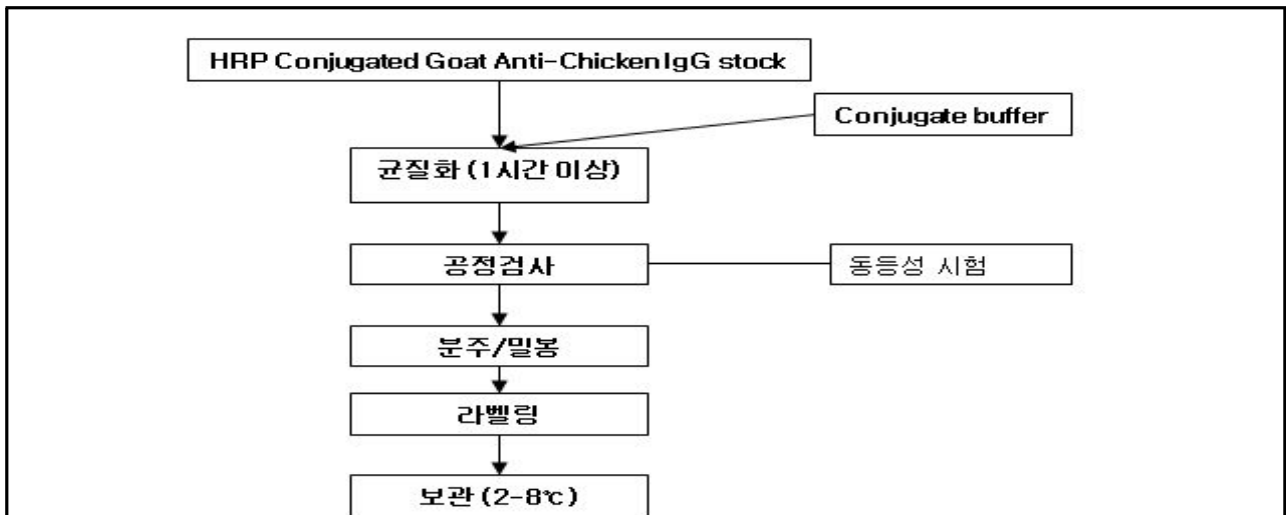 HRP Conjugated Goat Anti-Chicken IgG stock
Conjugate buffer
균질화 (1시간 이상)
공정검사
동등성 시험
분주/밀봉
라벨링
보관 (2-8℃)